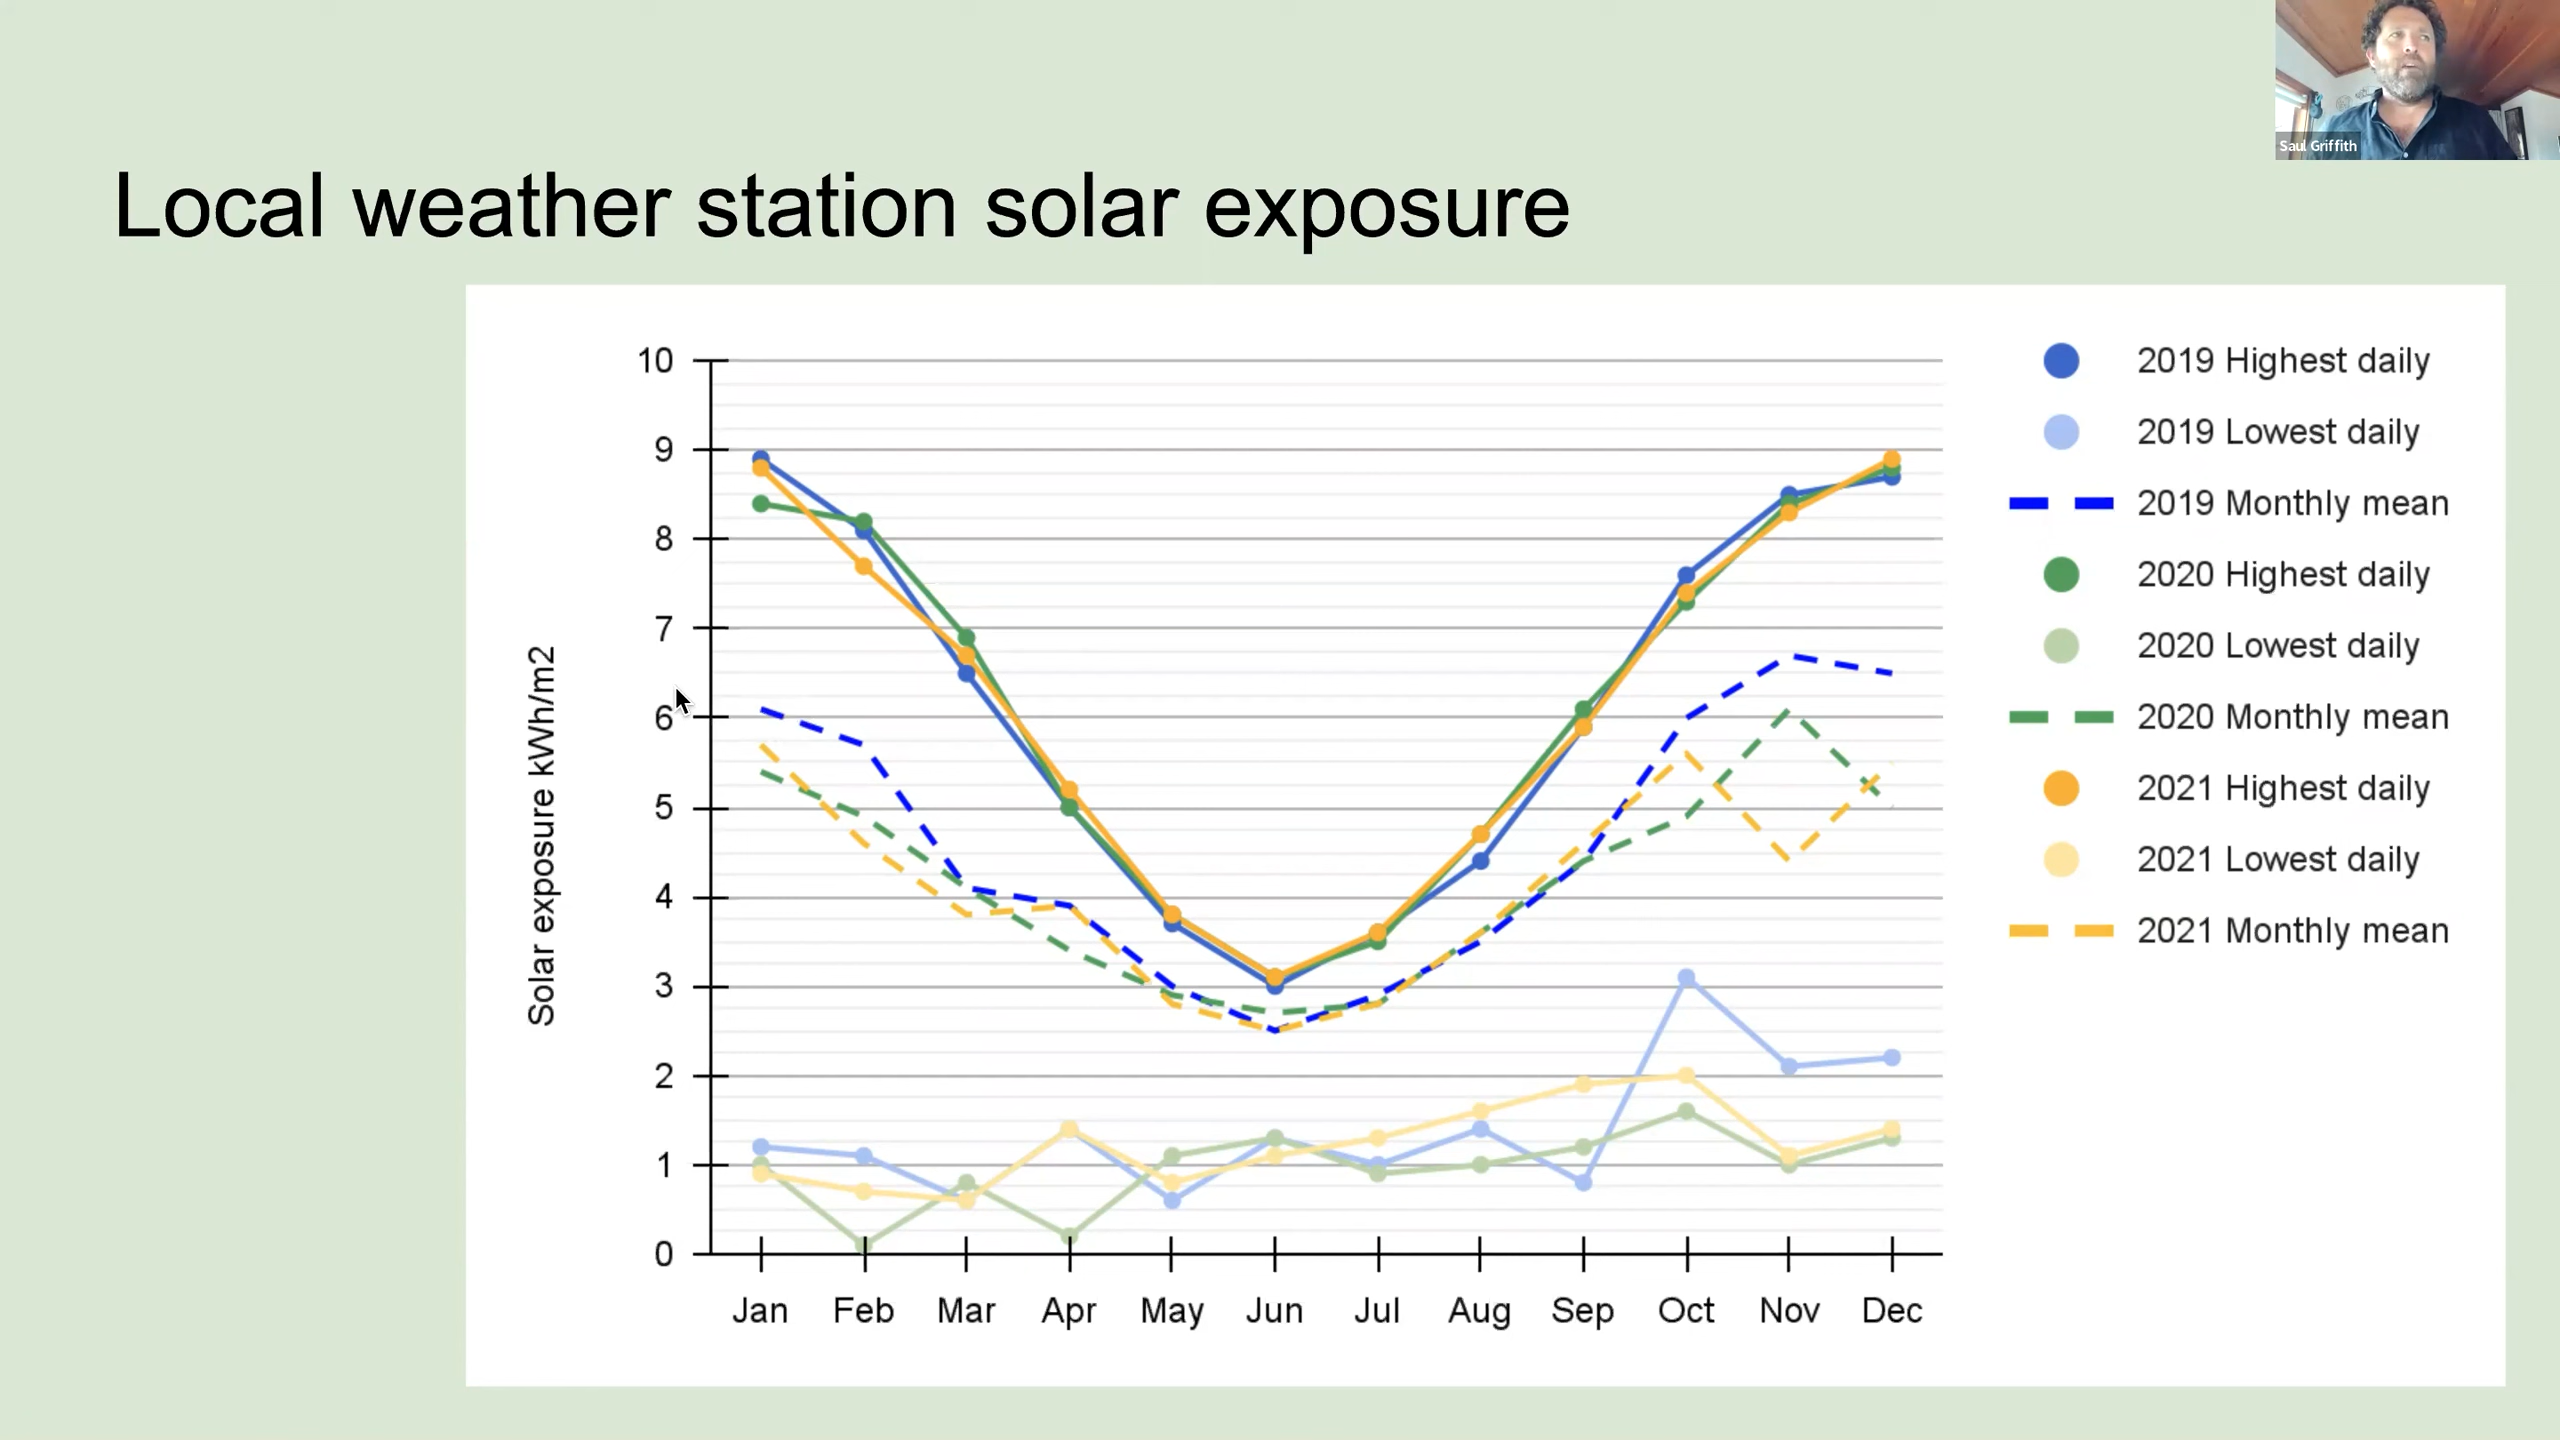 Saul Griffith
Local weather station solar exposure
Solar exposure kWh/m2
10
9
8
7
6
5
4
3
2
1
0
Jan Feb Mar Apr May Jun Jul Aug Sep Oct Nov Dec
2019 Highest daily
2019 Lowest daily
2019 Monthly mean
2020 Highest daily
2020 Lowest daily
2020 Monthly mean
2021 Highest daily
2021 Lowest daily
2021 Monthly mean